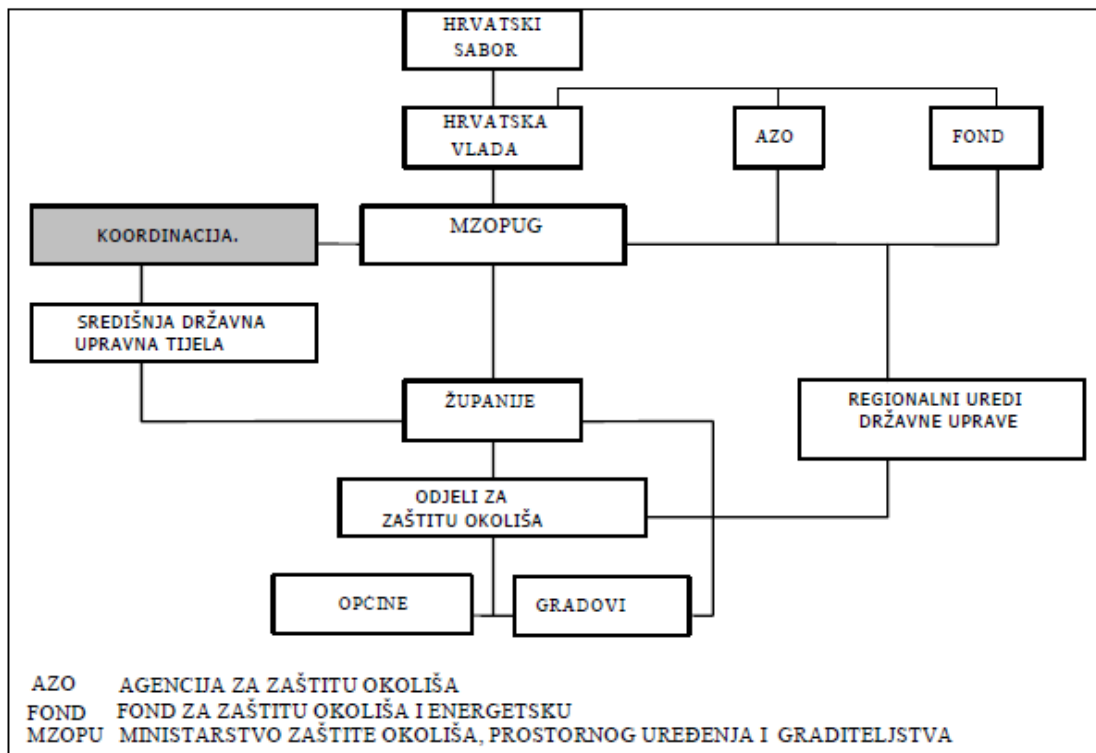 HRVATSKI
SABOR
HRVATSKA
VLADA
AZO
FOND
KOORDINACIJA.
MZOPUG
SREDIŠNJA DRŽAVNA
UPRAVNA TIJELA
ŽUPANIJE
REGIONALNI UREDI
DRŽAVNE UPRAVE
ODJELI ZA
ZAŠTITU OKOLIŠA
OPĆINE
GRADOVI
AZO AGENCIJA ZA ZAŠTITU OKOLIŠA
FOND FOND ZA ZAŠTITU OKOLIŠA I ENERGETSKU
MZOPU MINISTARSTVO ZAŠTITE OKOLIŠA, PROSTORNOG UREĐENJA I GRADITELJSTVA